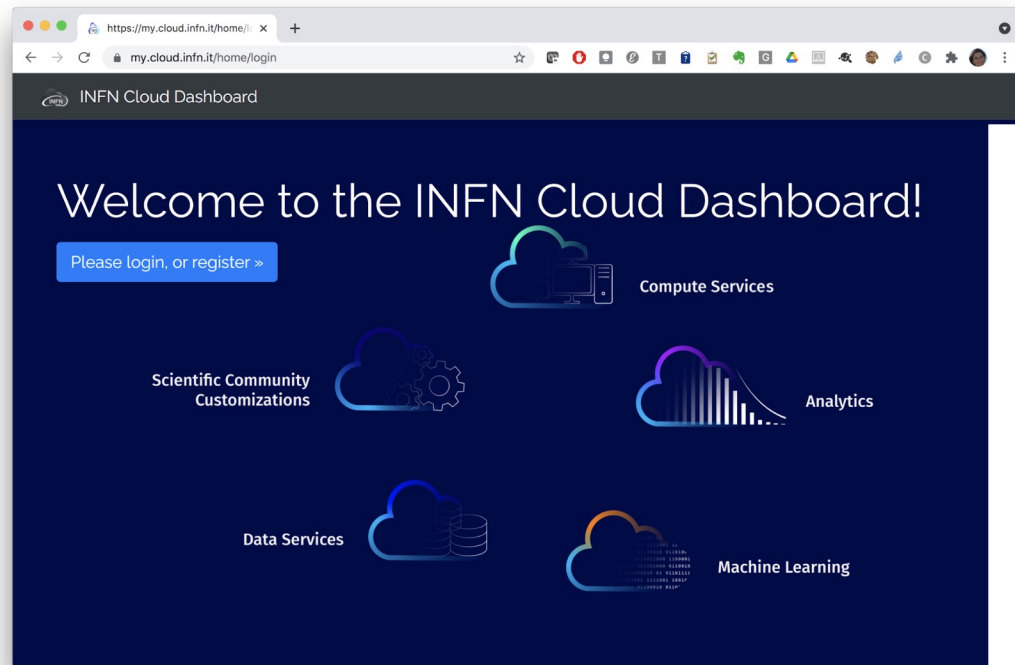 https://my.cloud.infn.it/home/l
my.cloud.infn.it/home/login
INFN
INFN Cloud Dashboard
Welcome to the INFN Cloud Dashboard!
Please login, or register »
Compute Services
Scientific Community
Customizations
Analytics
Data Services
Machine Learning